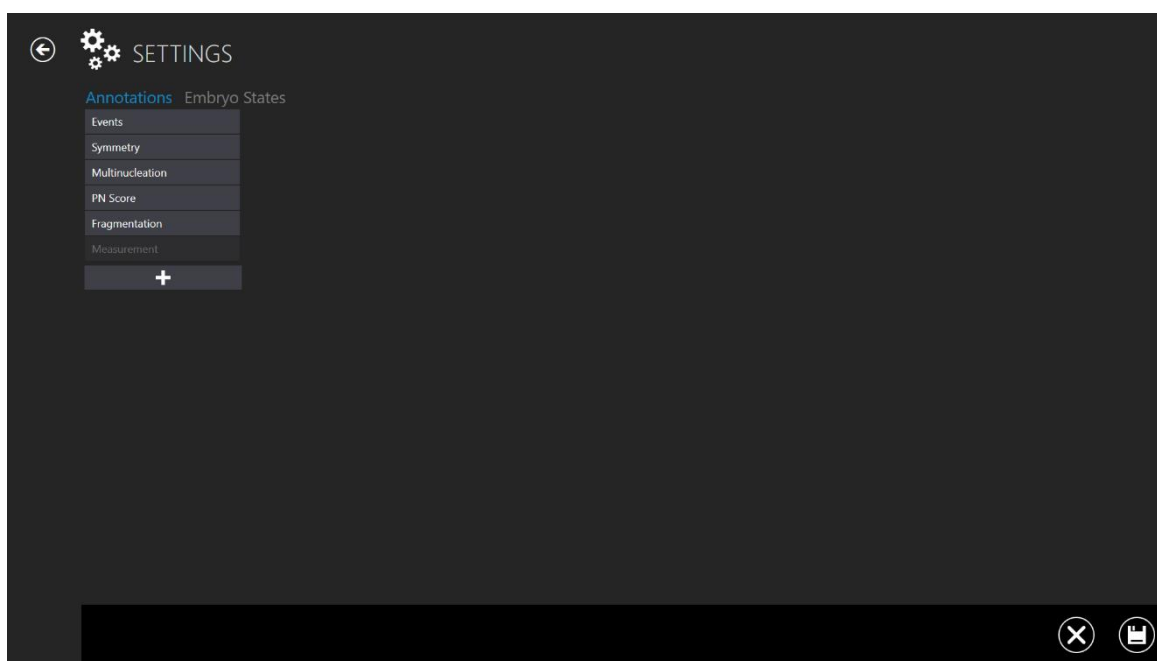 SETTINGS
Annotations Embryo States
Events
Symmetry
Multinucleation
PN Score
Fragmentation
Measurement